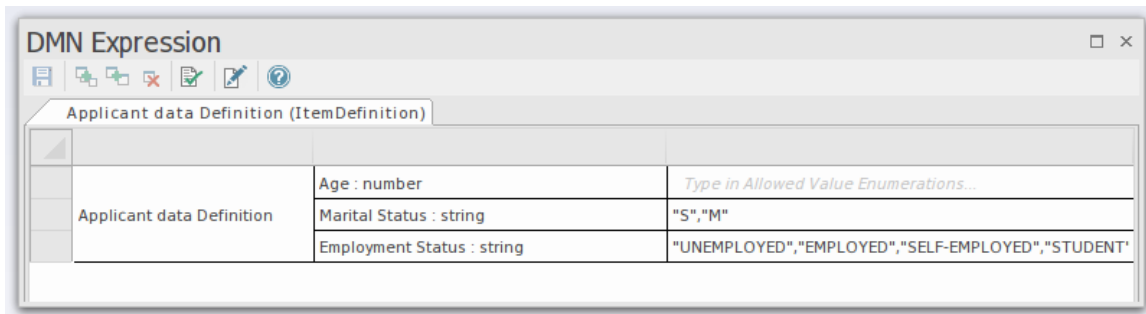 DMN Expression
Applicant data Definition (ItemDefinition)
Age : number
Type in Allowed Value Enumerations...
Applicant data Definition
Marital Status : string
"S","M"
Employment Status : string
"UNEMPLOYED","EMPLOYED","SELF-EMPLOYED","STUDENT"